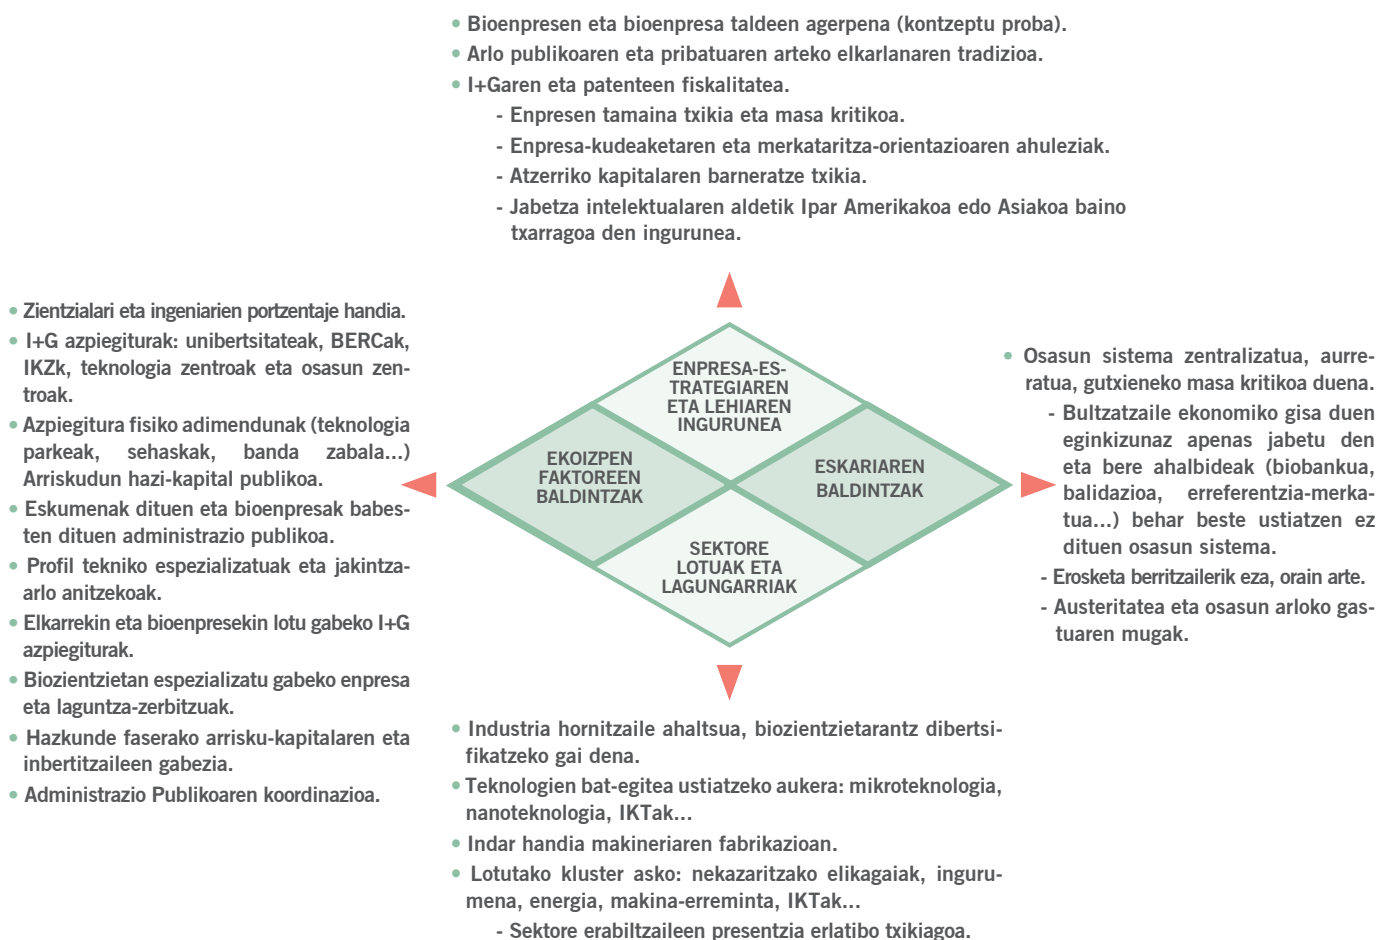 • Bioenpresen eta bioenpresa taldeen agerpena (kontzeptu proba).
• Arlo publikoaren eta pribatuaren arteko elkarlanaren tradizioa.
• I+Garen eta patenteen fiskalitatea.
- Enpresen tamaina txikia eta masa kritikoa.
- Enpresa-kudeaketaren eta merkataritza-orientazioaren ahuleziak.
- Atzerriko kapitalaren barneratze txikia.
- Jabetza intelektualaren aldetik Ipar Amerikakoa edo Asiakoa baino
txarragoa den ingurunea.
• Zientzialari eta ingeniarien portzentaje handia.
• I+G azpiegiturak: unibertsitateak, BERCak,
IKZk, teknologia zentroak eta osasun zen-
troak.
• Azpiegitura fisiko adimendunak (teknologia
parkeak, sehaskak, banda zabala...)
Arriskudun hazi-kapital publikoa.
• Eskumenak dituen eta bioenpresak babes-
ten dituen administrazio publikoa.
• Profil tekniko espezializatuak eta jakintza-
arlo anitzekoak.
• Elkarrekin eta bioenpresekin lotu gabeko I+G
azpiegiturak.
• Biozientzietan espezializatu gabeko enpresa
eta laguntza-zerbitzuak.
• Hazkunde faserako arrisku-kapitalaren eta
inbertitzaileen gabezia.
• Administrazio Publikoaren koordinazioa.
ENPRESA-ES-
TRATEGIAREN
ETA LEHIAREN
INGURUNEA
EKOIZPEN
FAKTOREEN
BALDINTZAK
ESKARIAREN
BALDINTZAK
SEKTORE
LOTUAK ETA
LAGUNGARRIAK
• Osasun sistema zentralizatua, aurre-
ratua, gutxieneko masa kritikoa duena.
- Bultzatzaile ekonomiko gisa duen
eginkizunaz apenas jabetu den
eta bere ahalbideak (biobankua,
balidazioa, erreferentzia-merka-
tua...) behar beste ustiatzen ez
dituen osasun sistema.
- Erosketa berritzailerik eza, orain arte.
- Austeritatea eta osasun arloko gas-
tuaren mugak.
• Industria hornitzaile ahaltsua, biozientzietarantz dibertsi-
fikatzeko gai dena.
• Teknologien bat-egitea ustiatzeko aukera: mikroteknologia,
nanoteknologia, IKTak...
• Indar handia makineriaren fabrikazioan.
• Lotutako kluster asko: nekazaritzako elikagaiak, inguru-
mena, energia, makina-erreminta, IKTak...
- Sektore erabiltzaileen presentzia erlatibo txikiagoa.